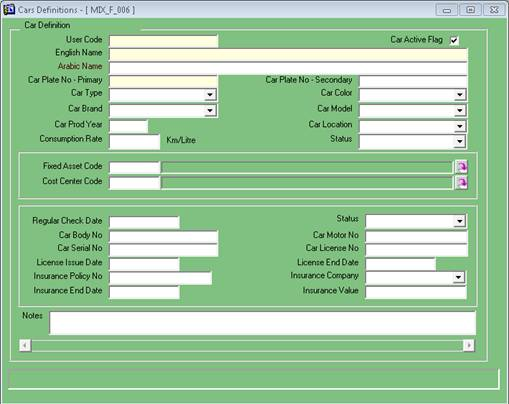 Cars Definitions - [ MDX_F_006 ]
Car Definition
User Code Car Active Flag
English Name
Arabic Name
Car Plate No - Primary Car Plate No - Secondary
Car Type Car Color
Car Brand Car Model
Car Prod Year Car Location
Consumption Rate Km/Litre Status
Fixed Asset Code
Cost Center Code
Regular Check Date Status
Car Body No Car Motor No
Car Serial No Car License No
License Issue Date License End Date
Insurance Policy No Insurance Company
Insurance End Date Insurance Value
Notes